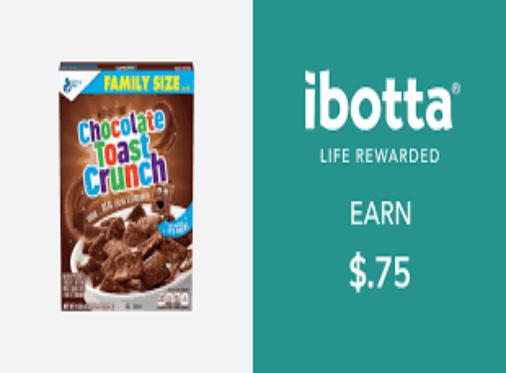 FAMILY SIZE
Chocolate
Toast
Crunch
ibotta®
LIFE REWARDED
EARN
$.75